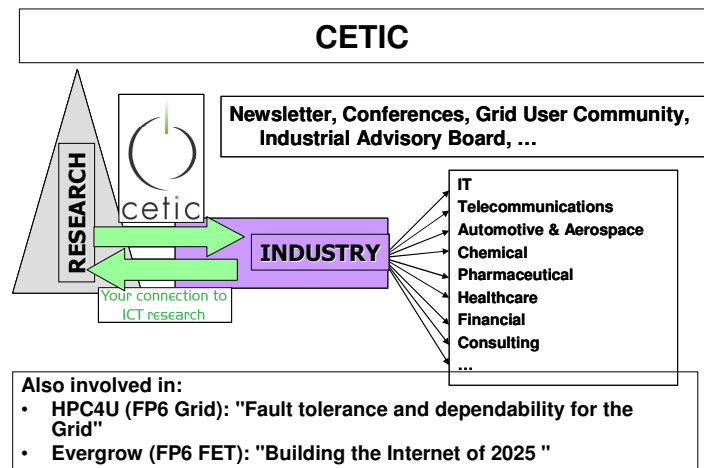 CETIC
Newsletter, Conferences, Grid User Community,
Industrial Advisory Board, ...
cetic
RESEARCH
INDUSTRY
Your connection to
ICT research
IT
Telecommunications
Automotive & Aerospace
Chemical
Pharmaceutical
Healthcare
Financial
Consulting
...
Also involved in:
• HPC4U (FP6 Grid): "Fault tolerance and dependability for the
Grid"
• Evergrow (FP6 FET): "Building the Internet of 2025 "